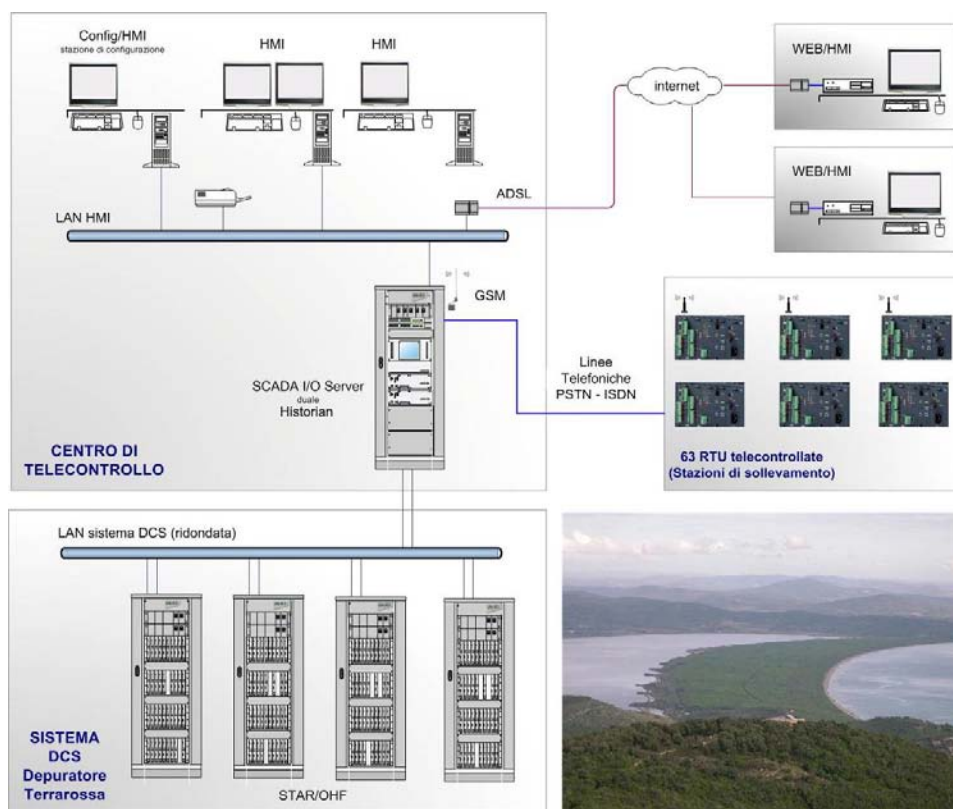 Config/HMI
stazione di configurazione
HMI
HMI
LAN HMI
ADSL
internet
WEB/HMI
WEB/HMI
GSM
SCADA I/O Server
duale
Historian
CENTRO DI
TELECONTROLLO
Linee
Telefoniche
PSTN - ISDN
63 RTU telecontrollate
(Stazioni di sollevamento)
LAN sistema DCS (ridondata)
SISTEMA
DCS
Depuratore
Terrarossa
STAR/OHF